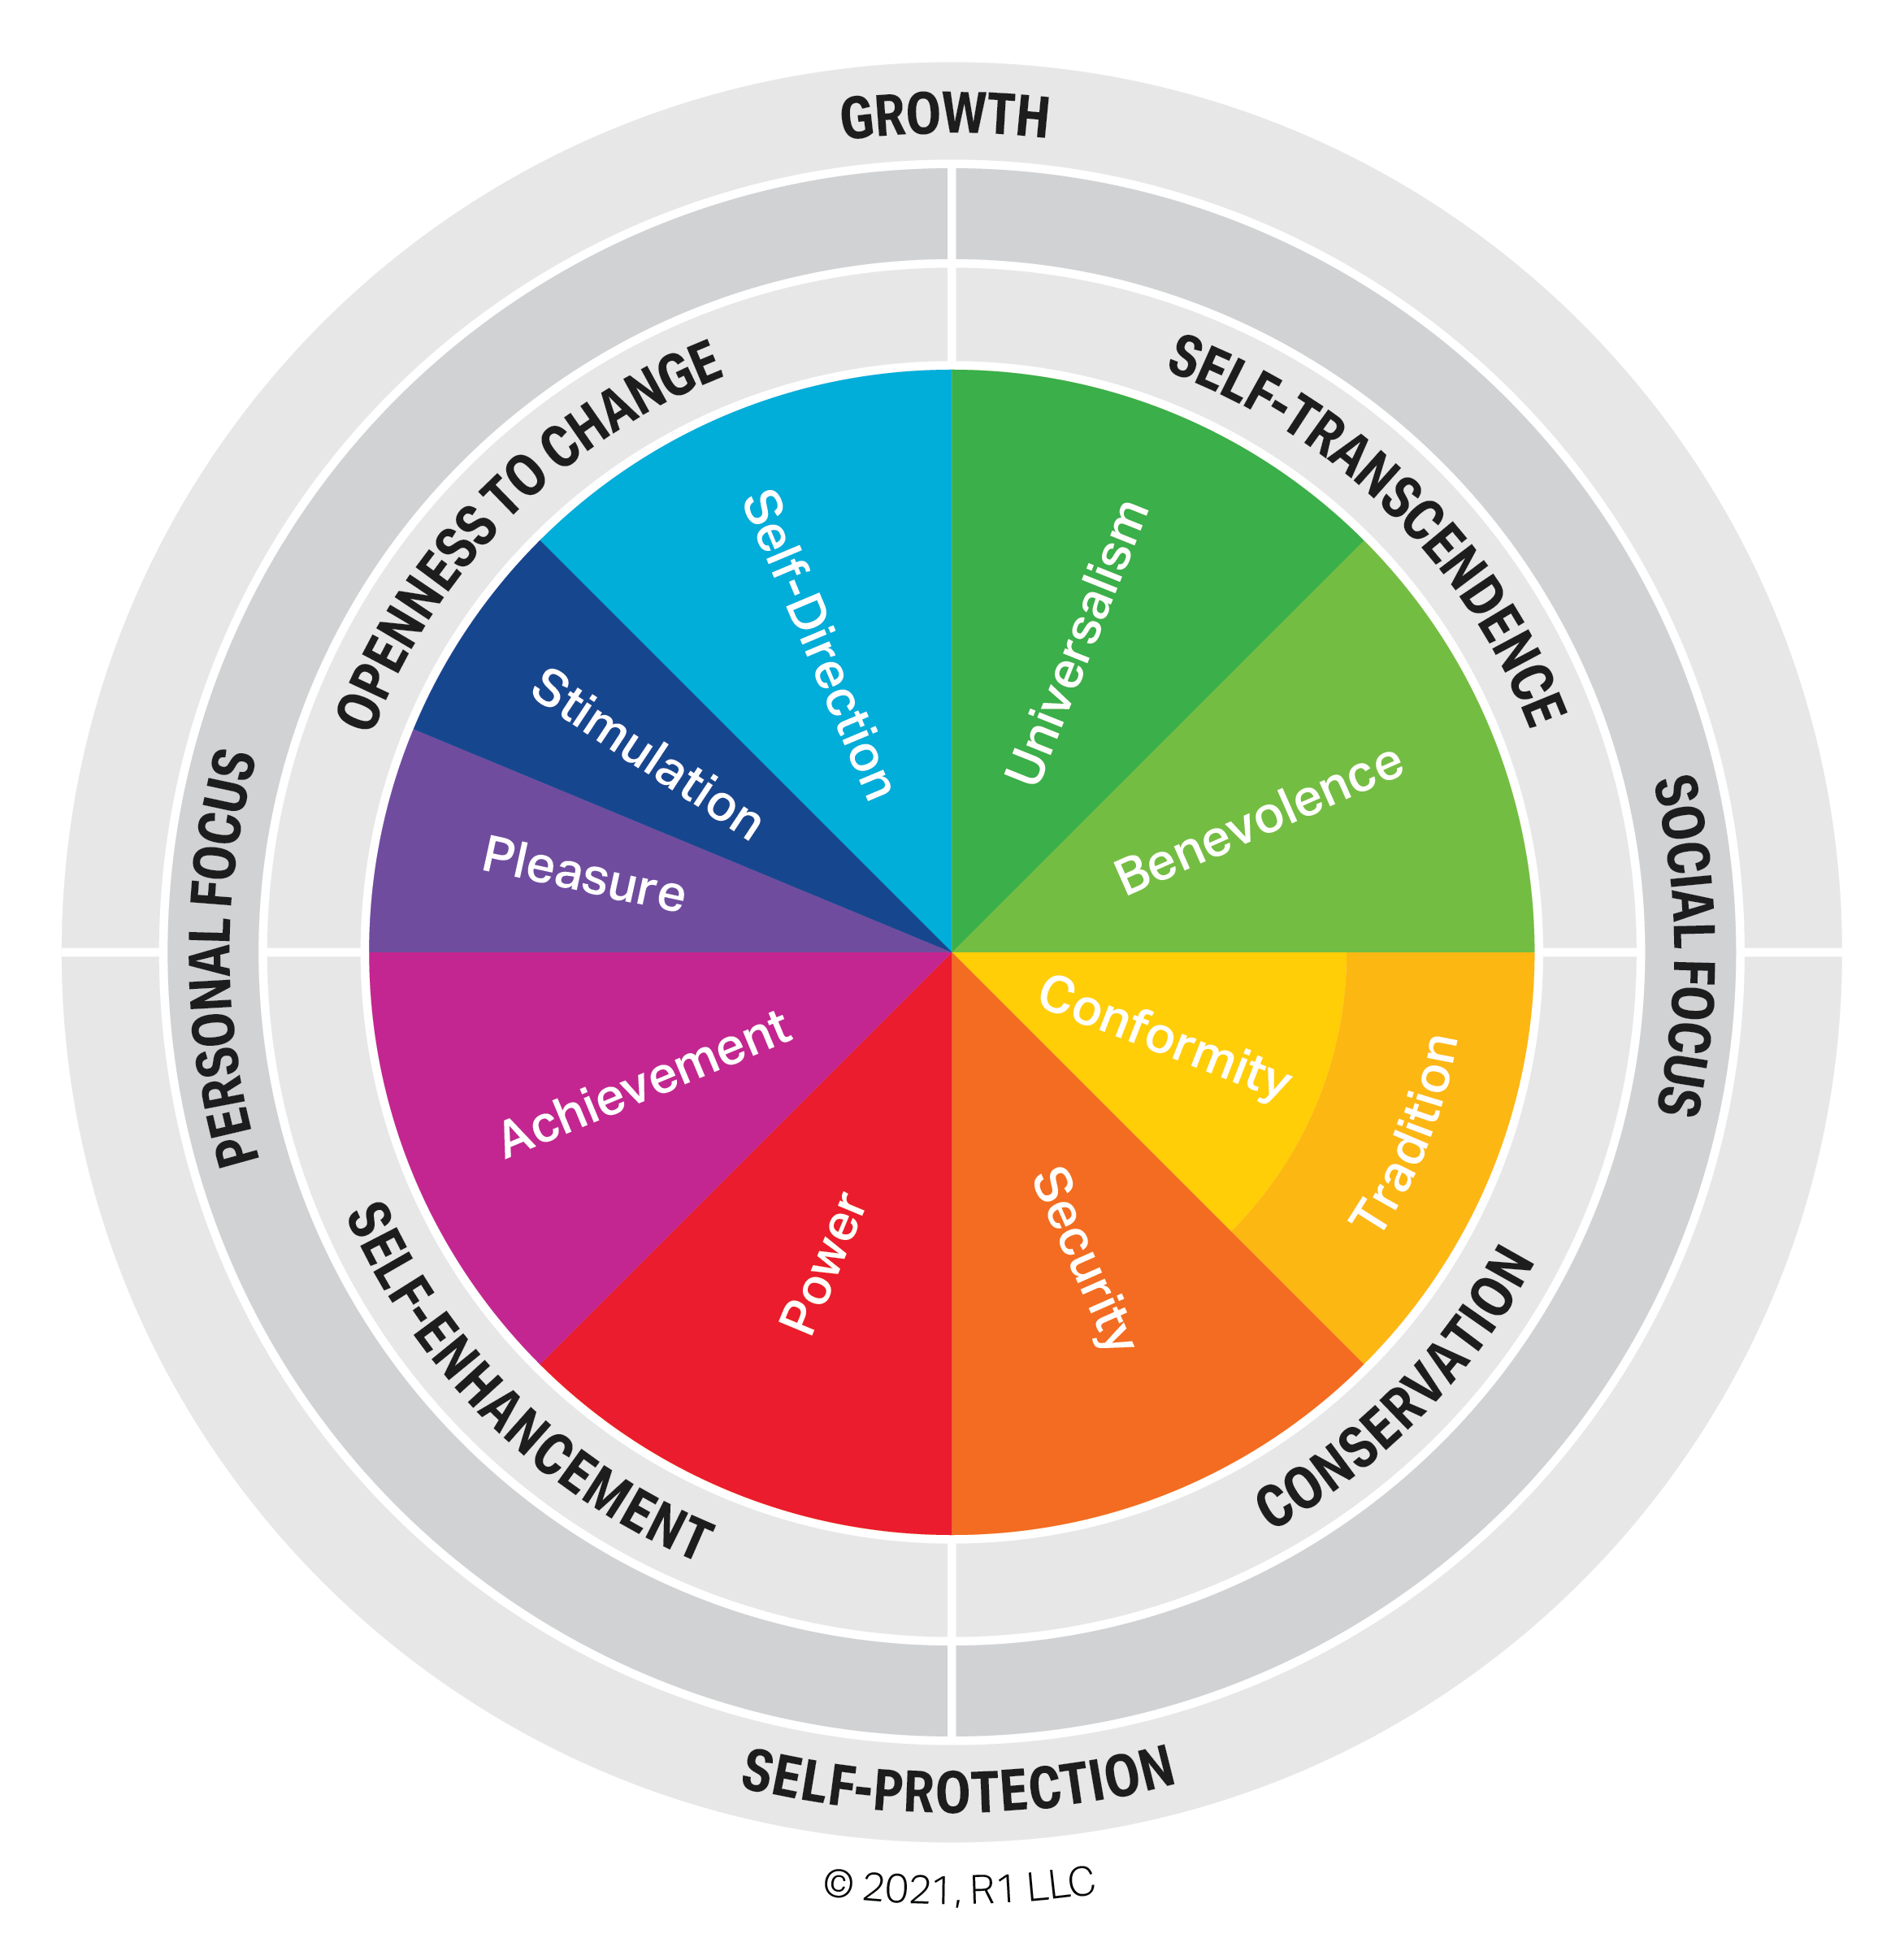 GROWTH
OPENNESS TO CHANGE
SELF-TRANSCENDENCE
Self-Direction
Universalism
Stimulation
Benevolence
Pleasure
PERSONAL FOCUS
SOCIAL FOCUS
Achievement
Conformity
Tradition
Power
Security
SELF-ENHANCEMENT
CONSERVATION
SELF-PROTECTION
© 2021, R1 LLC